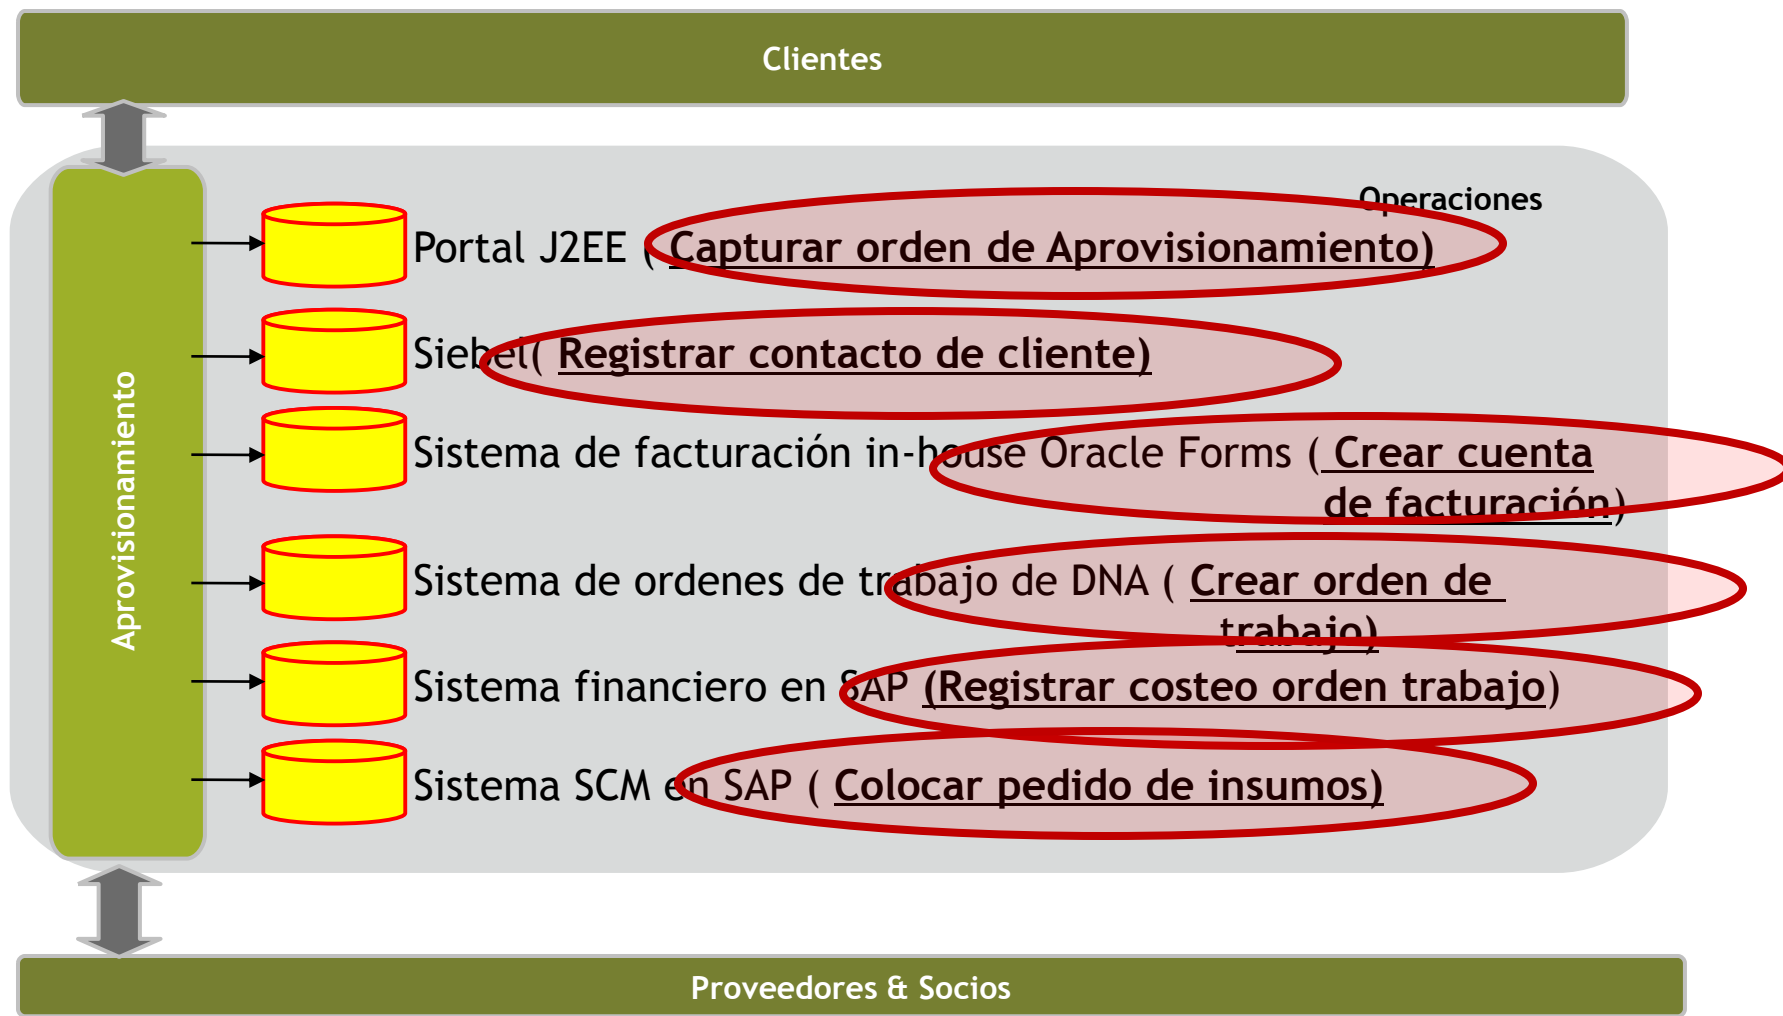 Clientes
Operaciones
Portal J2EE ( Capturar orden de Aprovisionamiento)
Siebel( Registrar contacto de cliente)
Sistema de facturación in-house Oracle Forms ( Crear cuenta
de facturación)
Sistema de ordenes de trabajo de DNA ( Crear orden de
trabajo)
Sistema financiero en SAP (Registrar costeo orden trabajo)
Sistema SCM en SAP ( Colocar pedido de insumos)
Aprovisionamiento
Proveedores & Socios